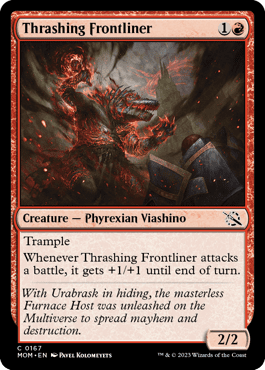 Thrashing Frontliner 1
Creature — Phyrexian Viashino
Trample
Whenever Thrashing Frontliner attacks
a battle, it gets +1/+1 until end of turn.
With Urabrask in hiding, the masterless
Furnace Host was unleashed on the
Multiverse to spread mayhem and
destruction.
2/2
C 0167
MOM • EN PAVEL KOLOMEYETS
™ & © 2023 Wizards of the Coast